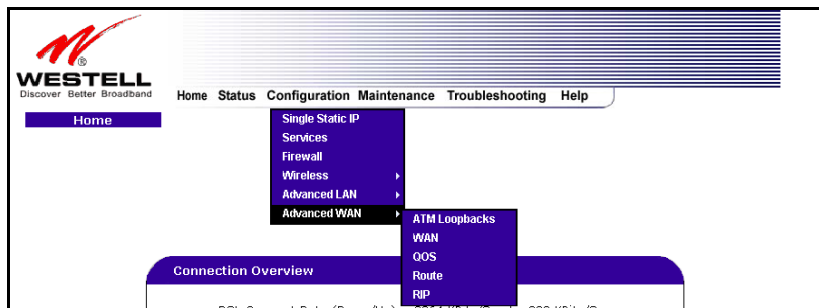 WESTELL
Discover Better Broadband
Home Status Configuration Maintenance Troubleshooting Help
Home
Single Static IP
Services
Firewall
Wireless
Advanced LAN
Advanced WAN
ATM Loopbacks
WAN
QOS
Route
RIP
Connection Overview